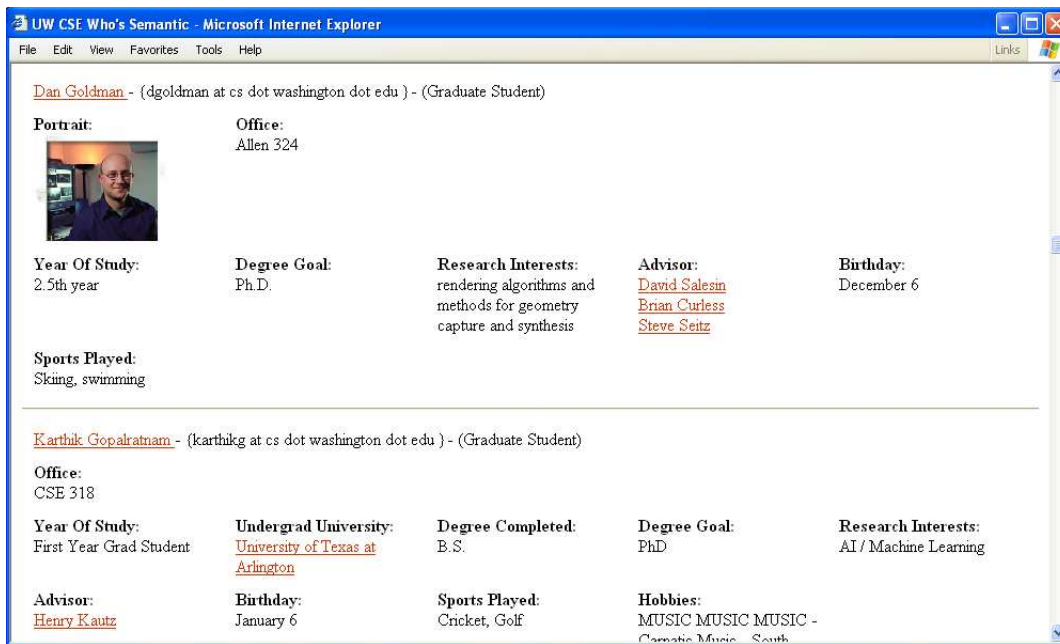 UW CSE Who's Semantic - Microsoft Internet Explorer
File Edit View Favorites Tools Help Links
Dan Goldman - {dgoldman at cs dot washington dot edu } - (Graduate Student)
Portrait: Office:
Allen 324
Year Of Study: Degree Goal: Research Interests: Advisor: Birthday:
2.5th year Ph.D. rendering algorithms and David Salesin December 6
methods for geometry Brian Curless
capture and synthesis Steve Seitz
Sports Played:
Skiing, swimming
Karthik Gopalratnam - {karthikg at cs dot washington dot edu } - (Graduate Student)
Office:
CSE 318
Year Of Study: Undergrad University: Degree Completed: Degree Goal: Research Interests:
First Year Grad Student University of Texas at B.S. PhD AI / Machine Learning
Arlington
Advisor: Birthday: Sports Played: Hobbies:
Henry Kautz January 6 Cricket, Golf MUSIC MUSIC MUSIC -
Carnatic Music South